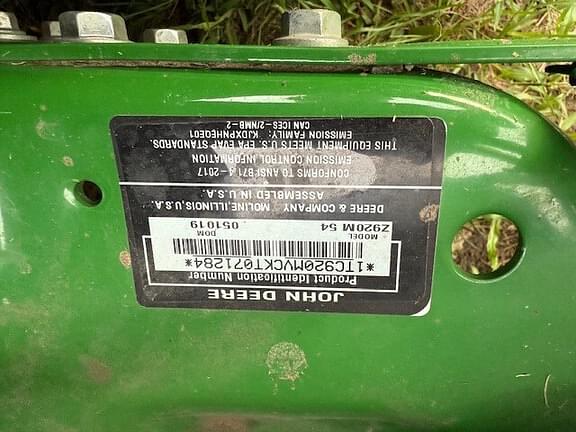 JOHN DEERE
Product Identification Number
*1TC920MVCKT071284*
MODEL DOM
Z920M 54 051019
DEERE & COMPANY MOLINE, ILLINOIS, U.S.A.
ASSEMBLED IN U.S.A.
CONFORMS TO ANSI B71.4-2017
EMISSION CONTROL INFORMATION
THIS EQUIPMENT MEETS U.S. EPA EVAP STANDARDS.
EMISSION FAMILY: KJDXPNHEQE01
CAN ICES-2/NMB-2